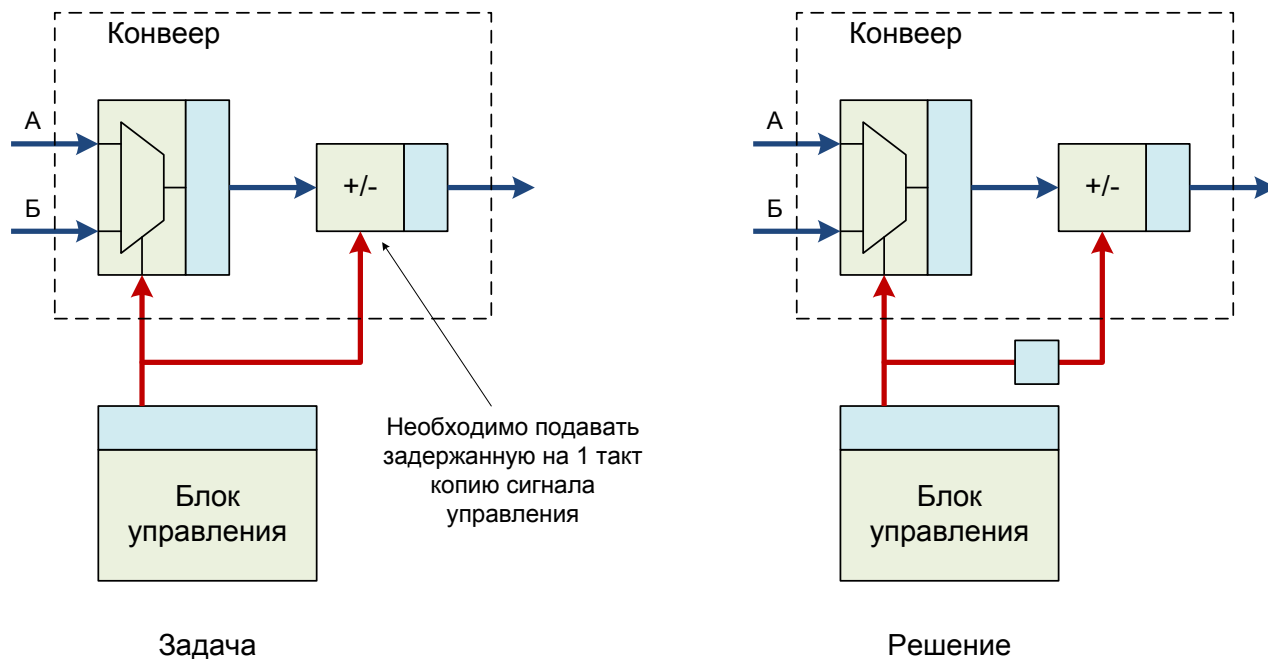 Конвеер
А
Б
+/-
Необходимо подавать
задержанную на 1 такт
копию сигнала
управления
Блок
управления
Задача
Конвеер
А
Б
+/-
Блок
управления
Решение